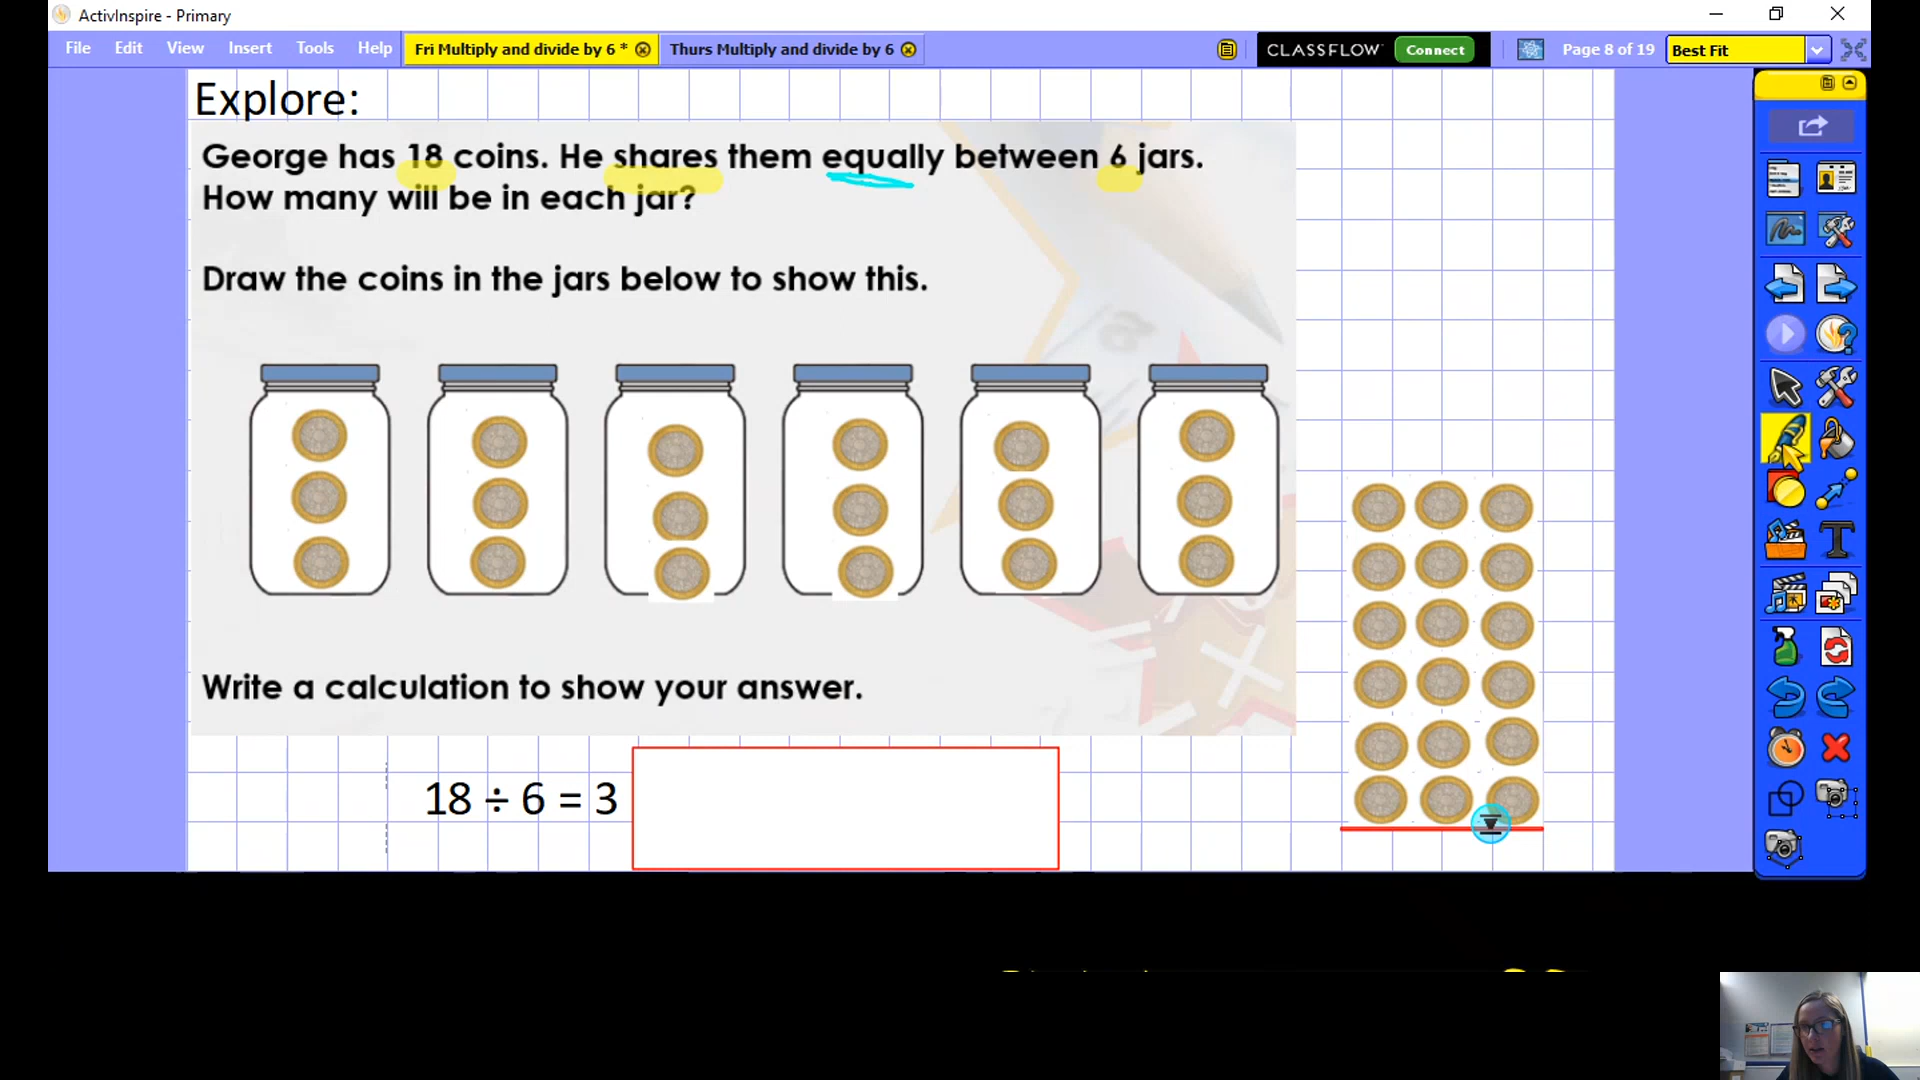 ActivInspire - Primary
File Edit View Insert Tools Help Fri Multiply and divide by 6 * Thurs Multiply and divide by 6 CLASSFLOW Connect Page 8 of 19 Best Fit
Explore:
George has 18 coins. He shares them equally between 6 jars.
How many will be in each jar?
Draw the coins in the jars below to show this.
Write a calculation to show your answer.
18 ÷ 6 = 3